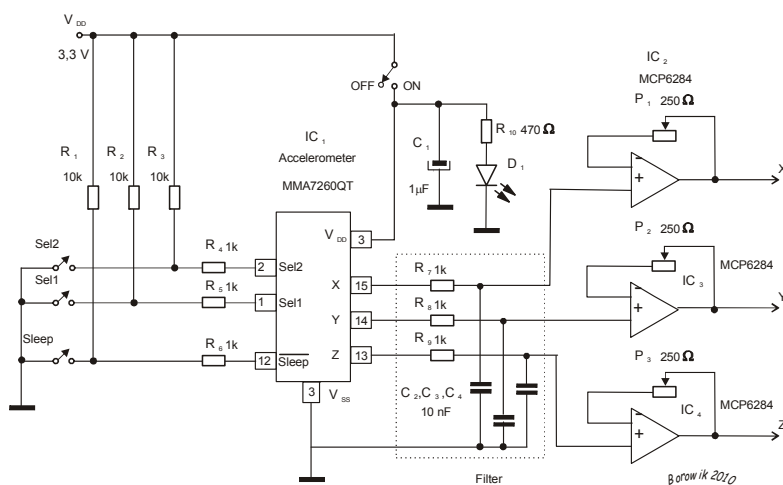 V DD
3,3 V
OFF ON
R 1
10k
R 2
10k
R 3
10k
IC 1
Accelerometer
MMA7260QT
C 1
1µF
R 10 470 Ω
D 1
IC 2
MCP6284
P 1 250 Ω
X
Sel2
Sel1
Sleep
R 4 1k
R 5 1k
R 6 1k
2 Sel2
1 Sel1
12 Sleep
V DD 3
X 15
Y 14
Z 13
3 V SS
R 7 1k
R 8 1k
R 9 1k
C 2, C 3, C 4
10 nF
Filter
P 2 250 Ω
MCP6284
IC 3
Y
P 3 250 Ω
MCP6284
IC 4
Z
- +
- +
- +
Borowik 2010